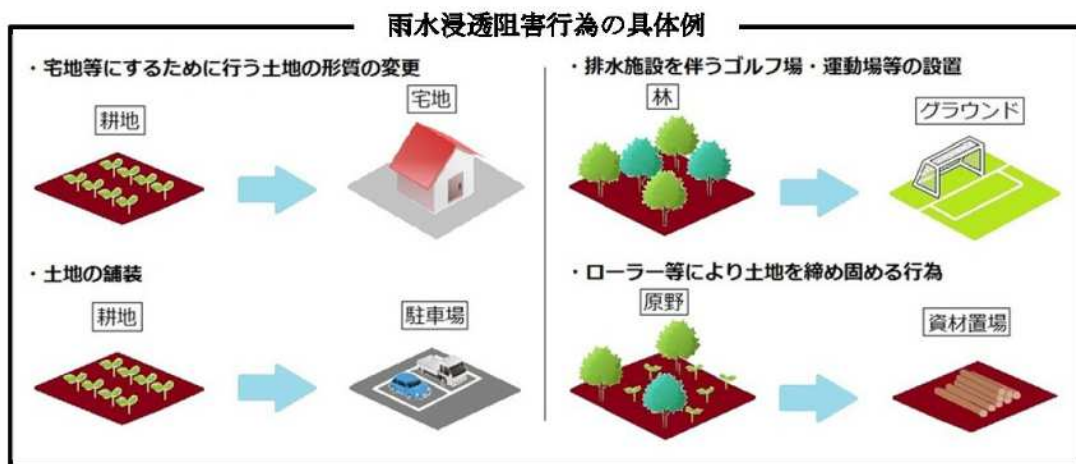 雨水浸透阻害行為の具体例
・宅地等にするために行う土地の形質の変更
耕地
宅地
・土地の舗装
耕地
駐車場
・排水施設を伴うゴルフ場・運動場等の設置
林
グラウンド
・ローラー等により土地を締め固める行為
原野
資材置場